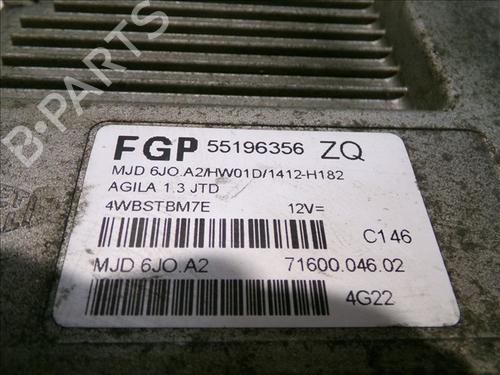 B-PARTS
FGP 55196356 ZQ
MJD 6JO.A2/HW01D/1412-H182
AGILA 1.3 JTD
4WBSTBM7E 12V=
C146
MJD 6JO.A2 71600.046.02
4G22